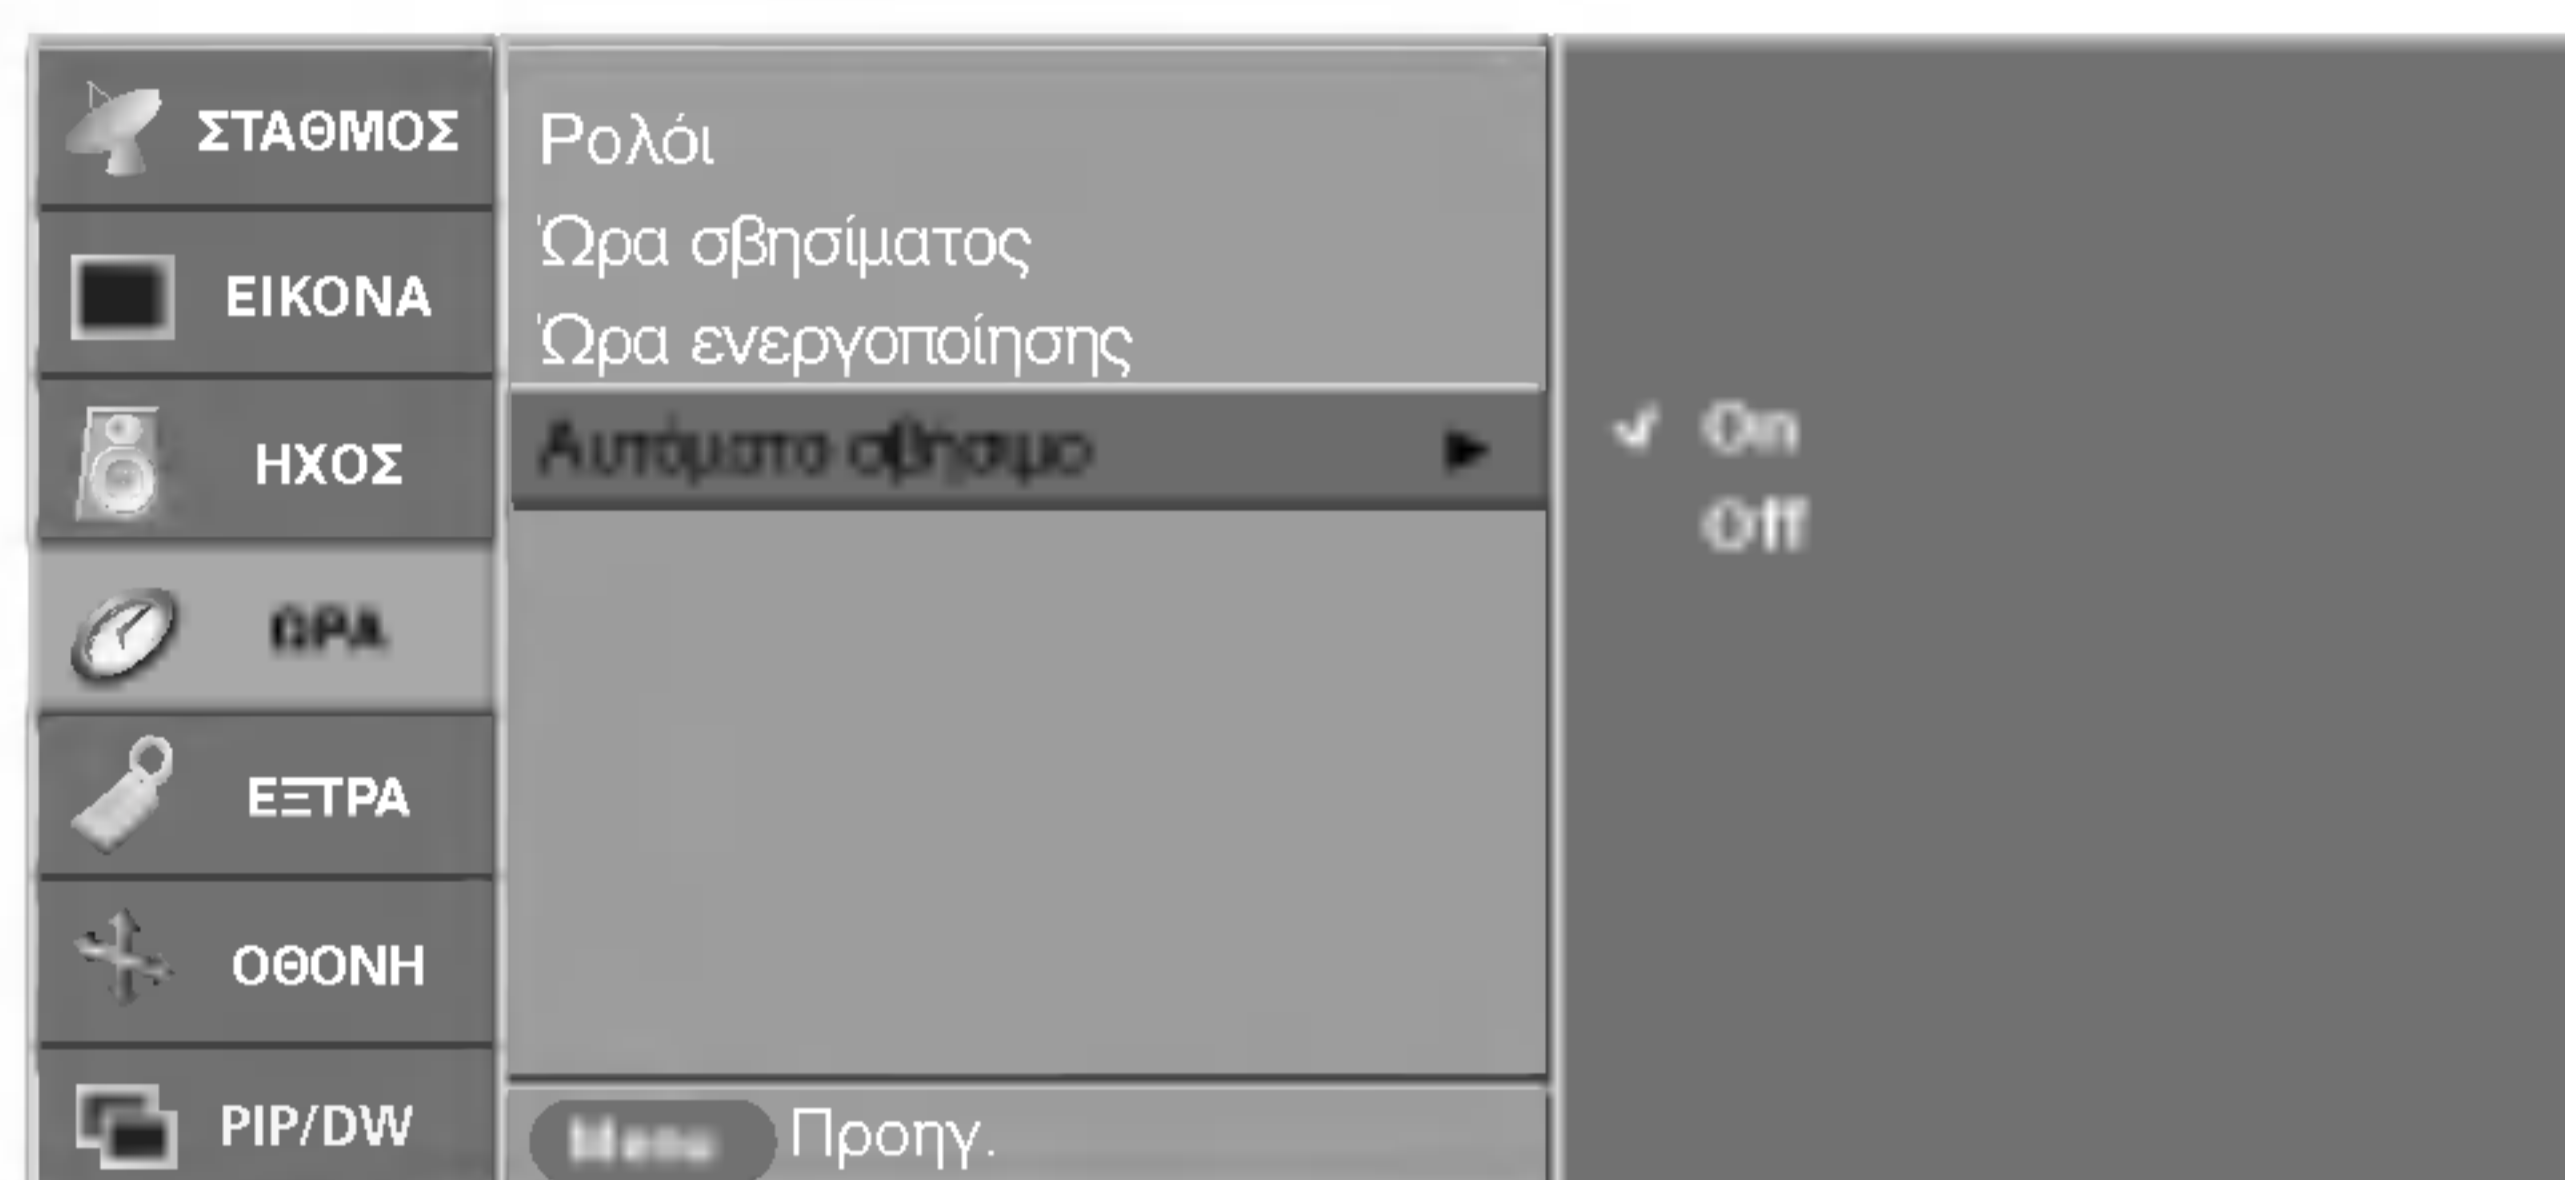 ΣΤΑΘΜΟΣ
ΕΙΚΟΝΑ
ΗΧΟΣ
ΩΡΑ
ΕΞΤΡΑ
ΟΘΟΝΗ
PIP/DW
Ρολόι
Ώρα σβησίματος
Ώρα ενεργοποίησης
Αυτόματο σβήσιμο ►
✓ On
Off
Menu Προηγ.